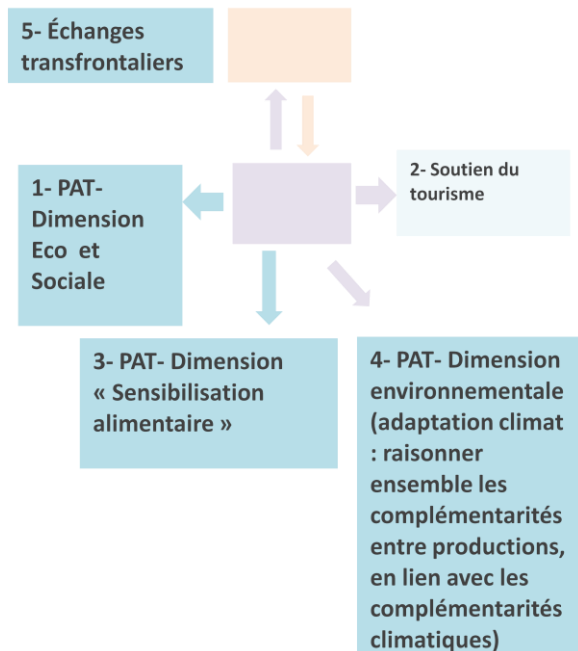 5- Échanges
transfrontaliers
1- PAT-
Dimension
Eco et
Sociale
2- Soutien du
tourisme
3- PAT- Dimension
« Sensibilisation
alimentaire »
4- PAT- Dimension
environnementale
(adaptation climat
: raisonner
ensemble les
complémentarités
entre productions,
en lien avec les
complémentarités
climatiques)